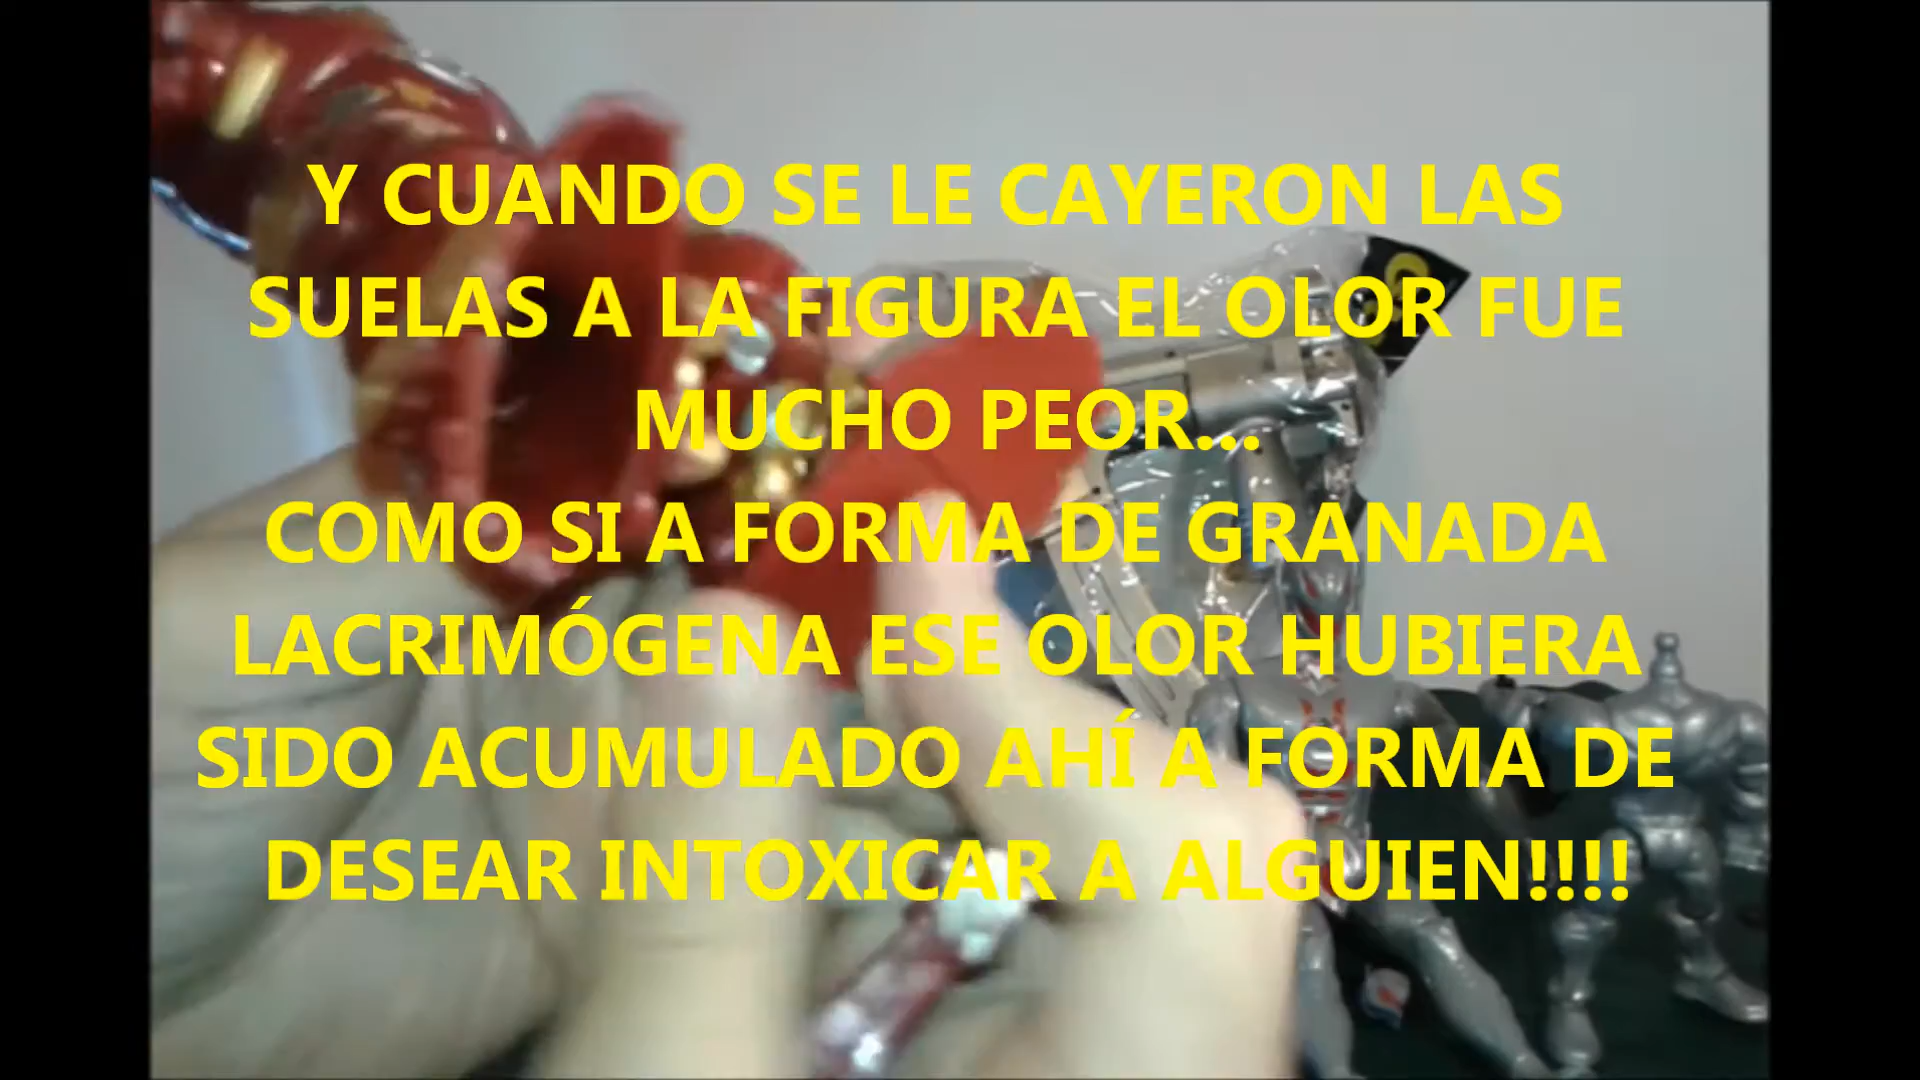 Y CUANDO SE LE CAYERON LAS
SUELAS A LA FIGURA EL OLOR FUE
MUCHO PEOR...
COMO SI A FORMA DE GRANADA
LACRIMÓGENA ESE OLOR HUBIERA
SIDO ACUMULADO AHÍ A FORMA DE
DESEAR INTOXICAR A ALGUIEN!!!!